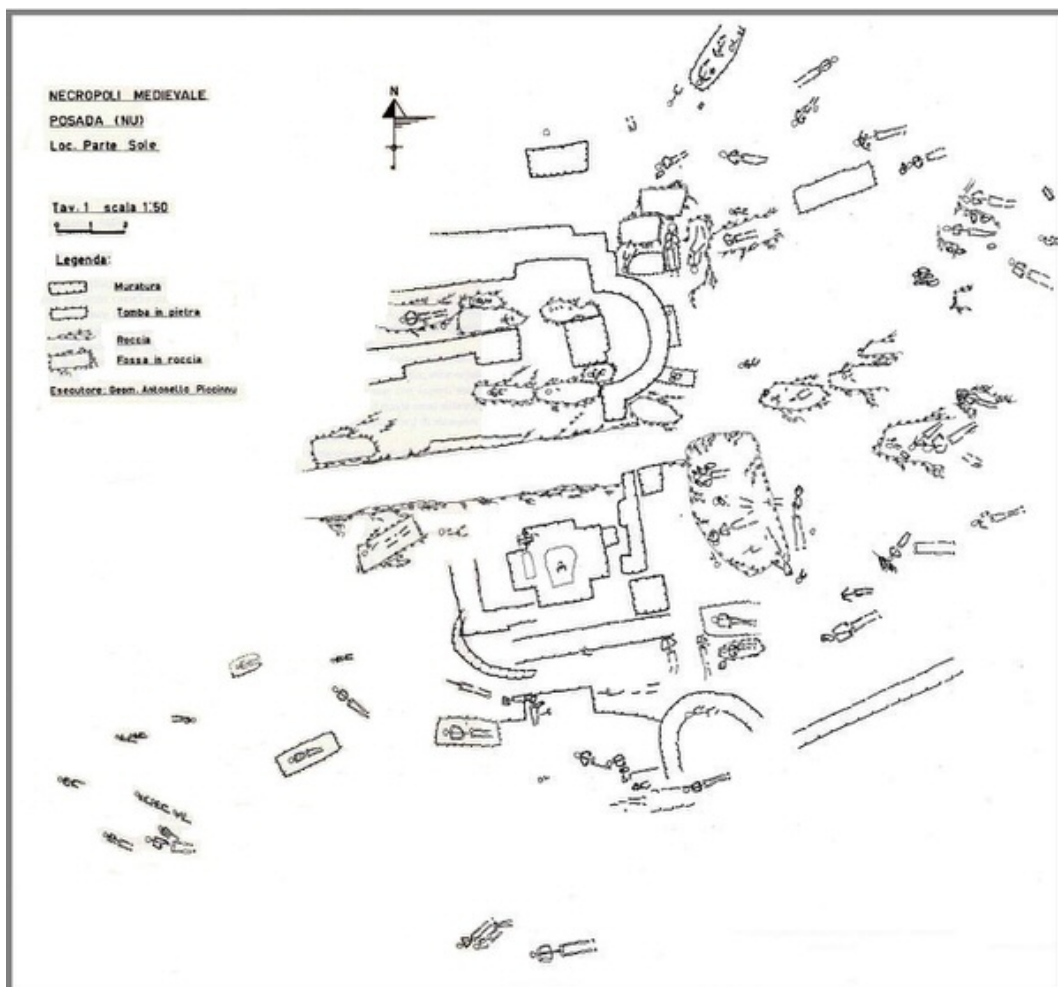 NECROPOLI MEDIEVALE
POSADA (NU)
Loc. Parte Sole
N
Tav. 1 scala 1:50
Legenda:
Muratura
Tomba in pietra
Roccia
Fossa in roccia
Esecutore: Geom. Antonello Piccinnu